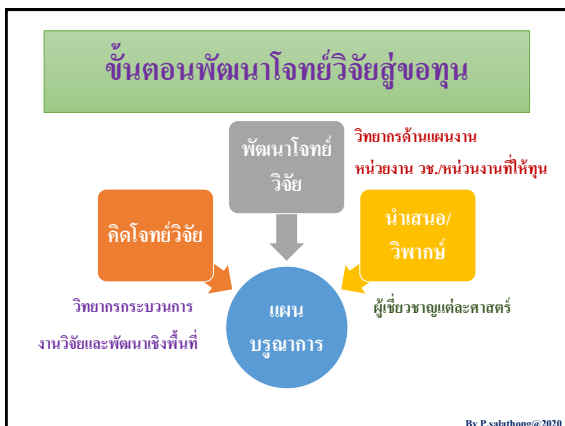 ขั้นตอนพัฒนาโจทย์วิจัยสู่ขอทุน
พัฒนาโจทย์
วิจัย
วิทยากรด้านแผนงาน
หน่วยงาน วช./หน่วนงานที่ให้ทุน
คิดโจทย์วิจัย
นำเสนอ/
วิพากษ์
วิทยากรกระบวนการ
งานวิจัยและพัฒนาเชิงพื้นที่
แผน
บรูณาการ
ผู้เชี่ยวชาญแต่ละศาสตร์
By P.salathong@2020